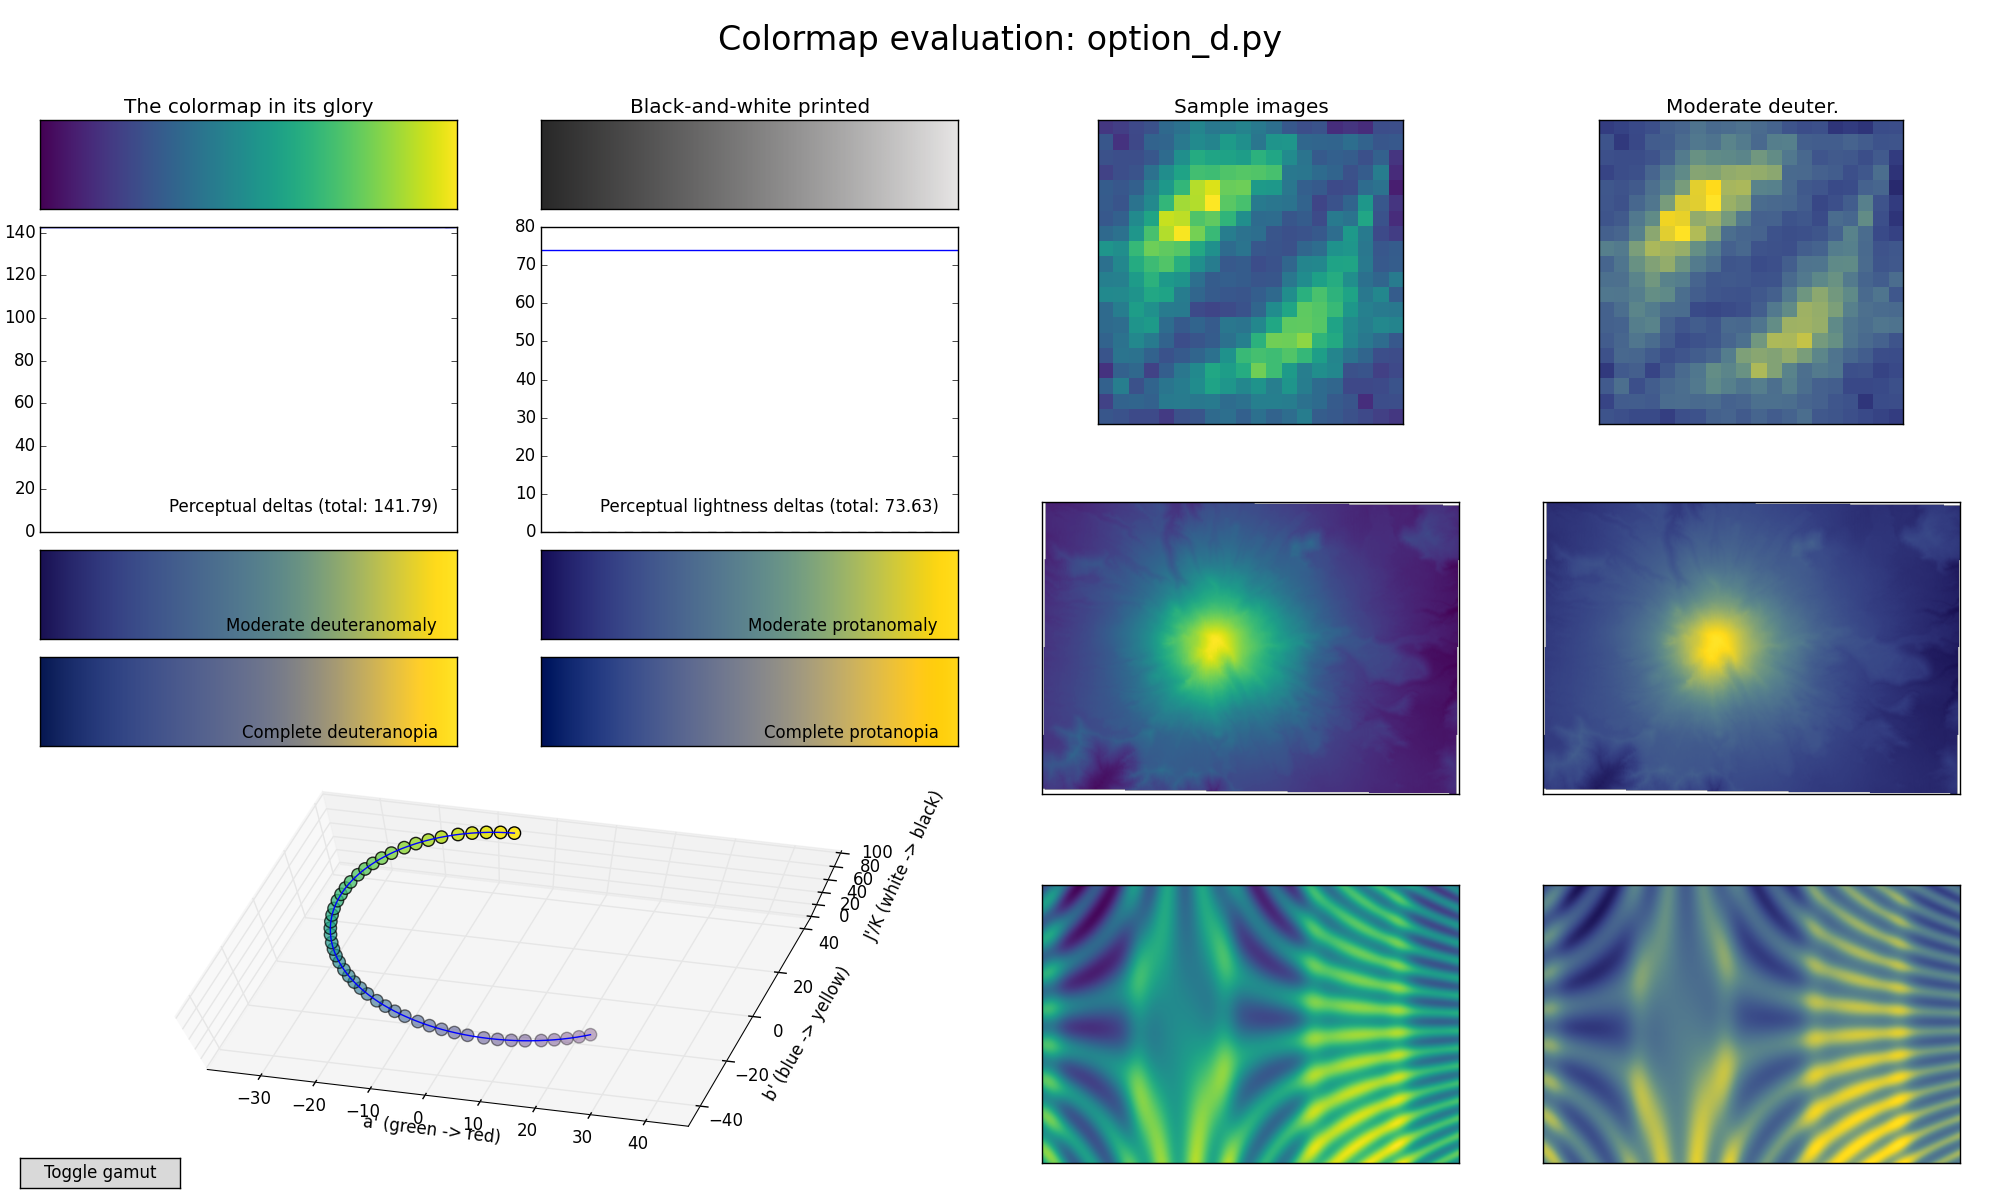 Colormap evaluation: option_d.py
The colormap in its glory
Black-and-white printed
Sample images
Moderate deuter.
140
120
100
80
60
40
20
0
Perceptual deltas (total: 141.79)
80
70
60
50
40
30
20
10
0
Perceptual lightness deltas (total: 73.63)
Moderate deuteranomaly
Moderate protanomaly
Complete deuteranopia
Complete protanopia
100
80
60
40
20
0
J'/K (white -> black)
40
20
0
−20
−40
b' (blue -> yellow)
−30
−20
−10
0
10
20
30
40
a' (green -> red)
Toggle gamut